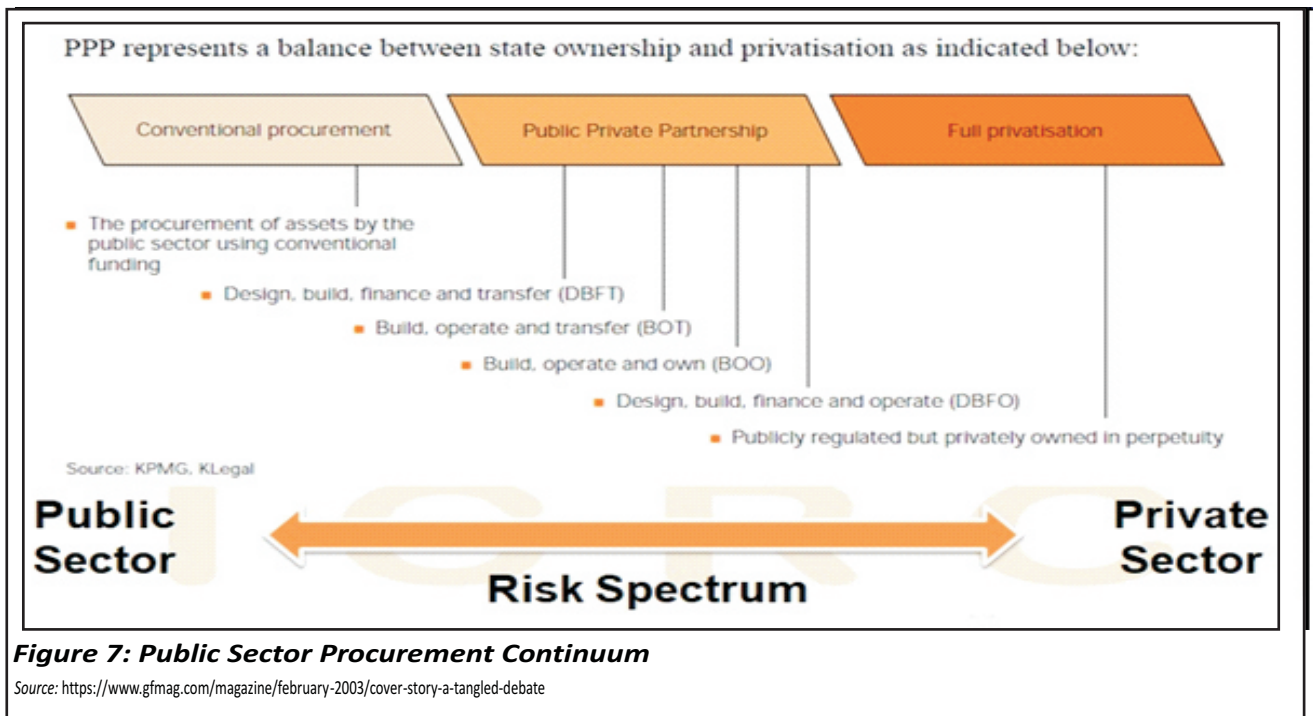 PPP represents a balance between state ownership and privatisation as indicated below:
Conventional procurement
Public Private Partnership
Full privatisation
▪ The procurement of assets by the
public sector using conventional
funding
▪ Design, build, finance and transfer (DBFT)
▪ Build, operate and transfer (BOT)
▪ Build, operate and own (BOO)
▪ Design, build, finance and operate (DBFO)
▪ Publicly regulated but privately owned in perpetuity
Source: KPMG, KLegal
I C R C
Public
Sector
Private
Sector
Risk Spectrum
Figure 7: Public Sector Procurement Continuum
Source: https://www.gfmag.com/magazine/february-2003/cover-story-a-tangled-debate